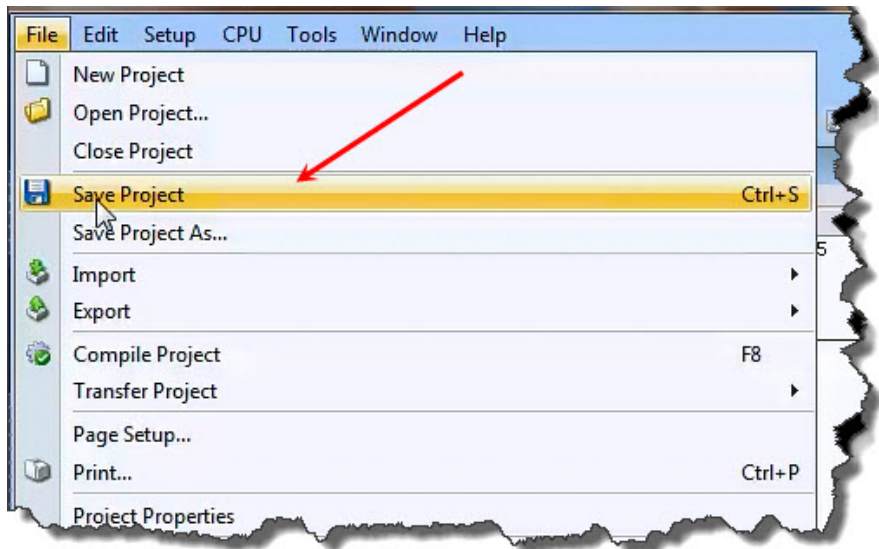 File Edit Setup CPU Tools Window Help
New Project
Open Project...
Close Project
Save Project Ctrl+S
Save Project As...
5
Import
Export
Compile Project F8
Transfer Project
Page Setup...
Print... Ctrl+P
Project Properties